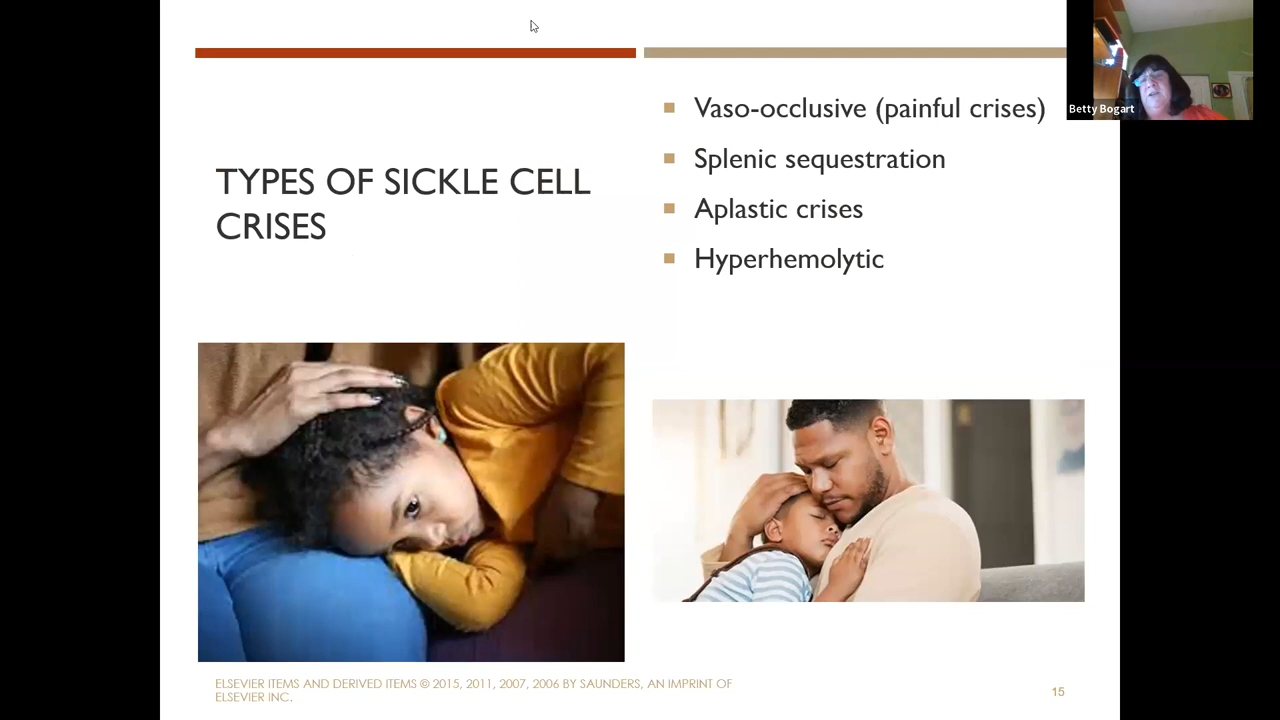 TYPES OF SICKLE CELL
CRISES
Vaso-occlusive (painful crises)
Splenic sequestration
Aplastic crises
Hyperhemolytic
Betty Bogart
ELSEVIER ITEMS AND DERIVED ITEMS © 2015, 2011, 2007, 2006 BY SAUNDERS, AN IMPRINT OF
ELSEVIER INC.
15